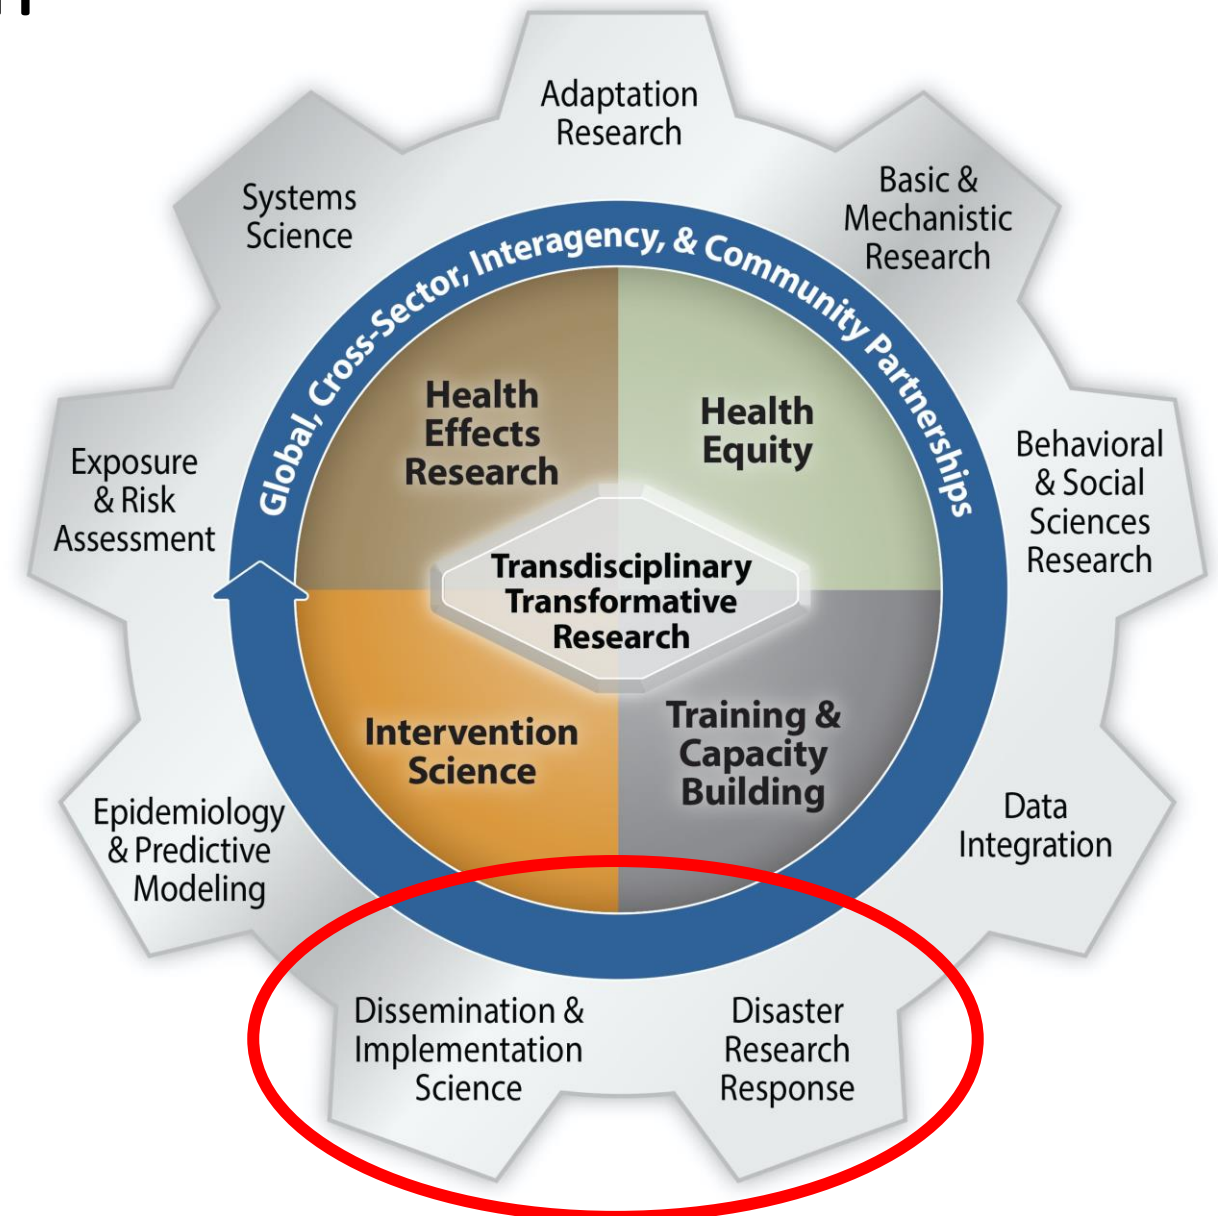 Adaptation
Research
Basic &
Mechanistic
Research
Behavioral
& Social
Sciences
Research
Data
Integration
Disaster
Research
Response
Dissemination &
Implementation
Science
Epidemiology
& Predictive
Modeling
Exposure
& Risk
Assessment
Systems
Science
Global, Cross-Sector, Interagency, & Community Partnerships
Health
Effects
Research
Health
Equity
Transdisciplinary
Transformative
Research
Intervention
Science
Training &
Capacity
Building